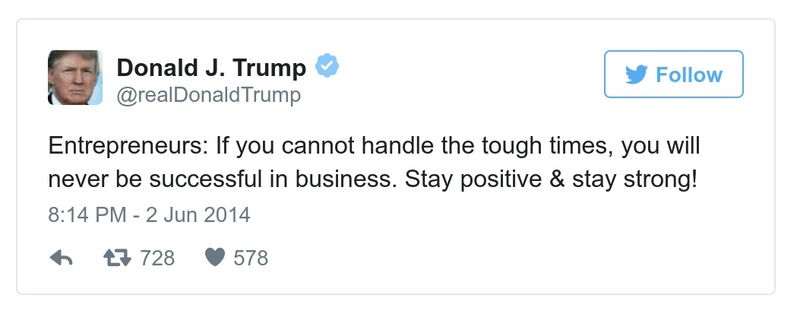 Donald J. Trump
Follow
@realDonaldTrump
Entrepreneurs: If you cannot handle the tough times, you will
never be successful in business. Stay positive & stay strong!
8:14 PM - 2 Jun 2014
728 578